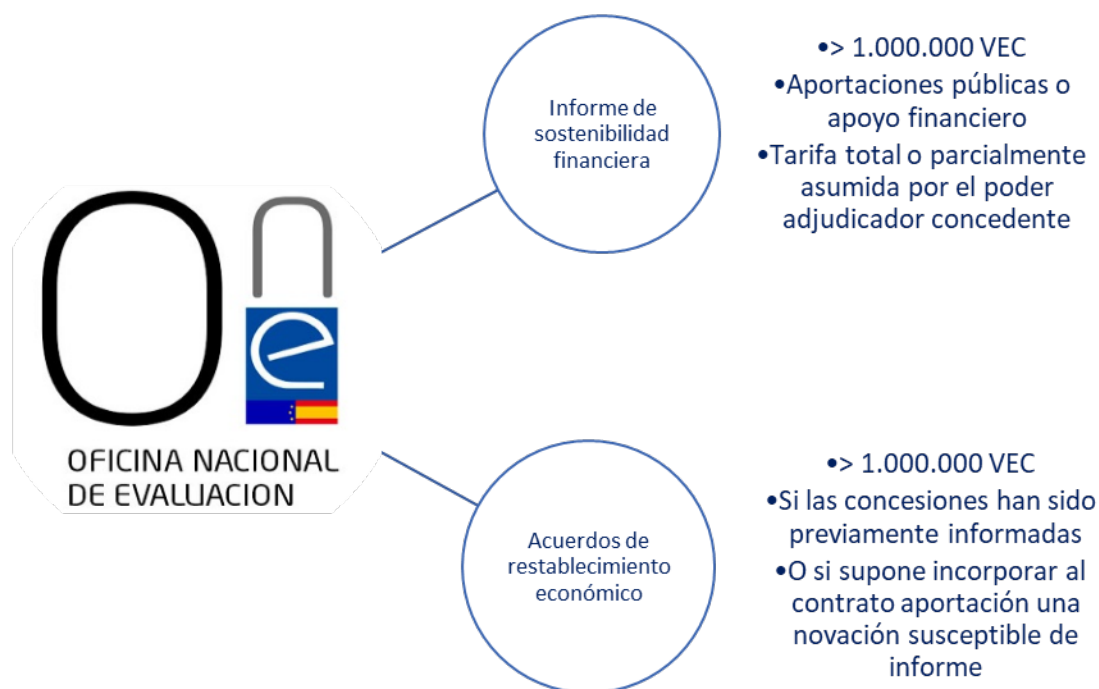 OFICINA NACIONAL
DE EVALUACION
Informe de
sostenibilidad
financiera
•> 1.000.000 VEC
•Aportaciones públicas o
apoyo financiero
•Tarifa total o parcialmente
asumida por el poder
adjudicador concedente
Acuerdos de
restablecimiento
económico
•> 1.000.000 VEC
•Si las concesiones han sido
previamente informadas
•O si supone incorporar al
contrato aportación una
novación susceptible de
informe